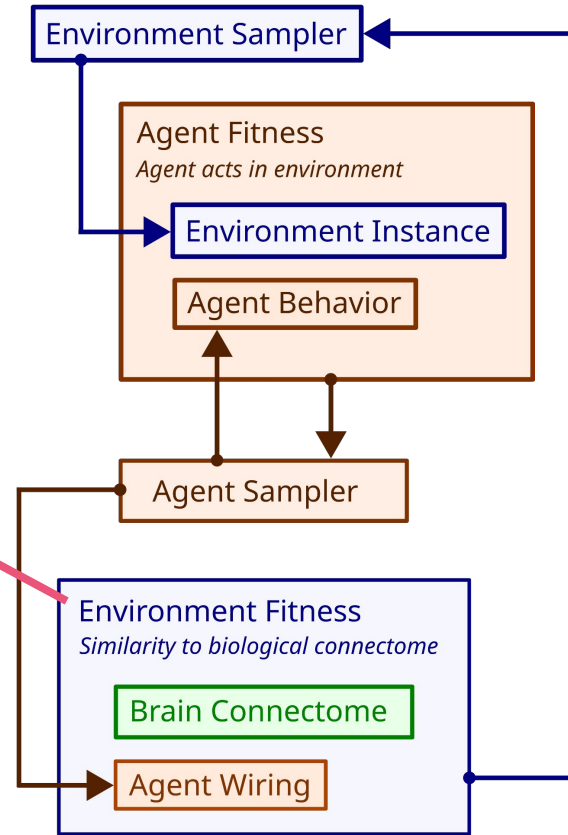 Environment Sampler
Agent Fitness
Agent acts in environment
Environment Instance
Agent Behavior
Agent Sampler
Environment Fitness
Similarity to biological connectome
Brain Connectome
Agent Wiring